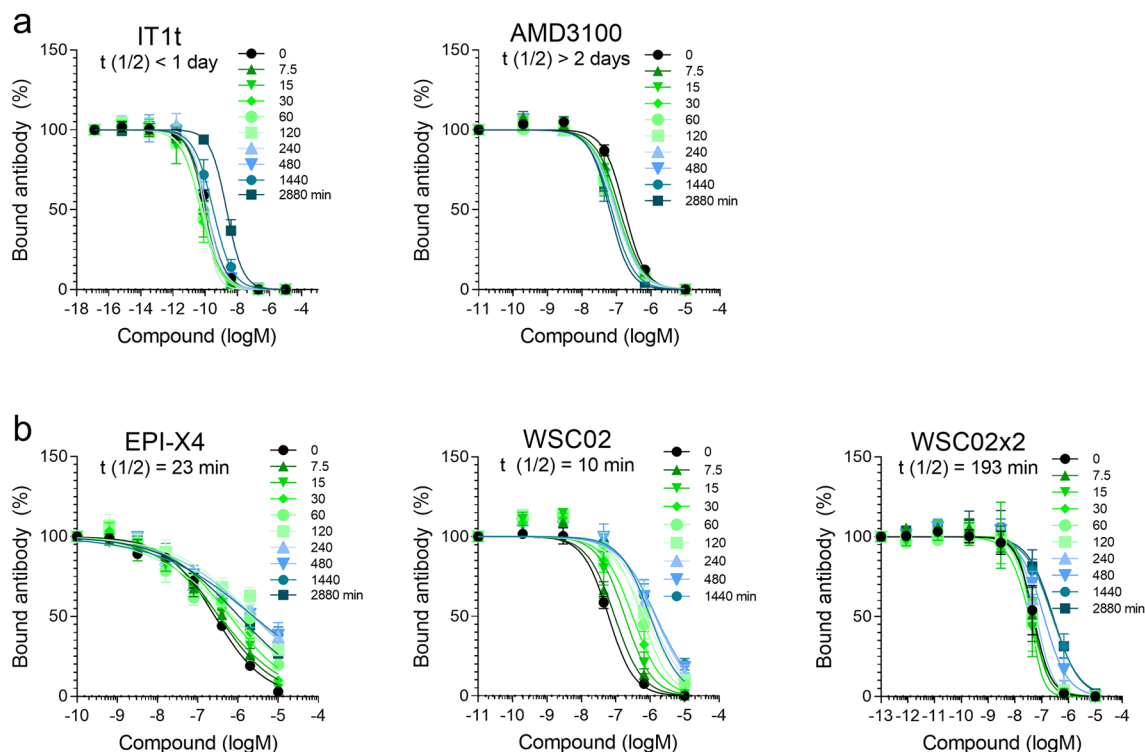 a
IT1t
t (1/2) < 1 day
150
100
50
0
Bound antibody (%)
-18 -16 -14 -12 -10 -8 -6 -4
Compound (logM)
0
7.5
15
30
60
120
240
480
1440
2880 min
AMD3100
t (1/2) > 2 days
150
100
50
0
Bound antibody (%)
-11 -10 -9 -8 -7 -6 -5 -4
Compound (logM)
0
7.5
15
30
60
120
240
480
1440
2880 min
b
EPI-X4
t (1/2) = 23 min
150
100
50
0
Bound antibody (%)
-10 -9 -8 -7 -6 -5 -4
Compound (logM)
0
7.5
15
30
60
120
240
480
1440
2880 min
WSC02
t (1/2) = 10 min
150
100
50
0
Bound antibody (%)
-11 -10 -9 -8 -7 -6 -5 -4
Compound (logM)
0
7.5
15
30
60
120
240
480
1440 min
WSC02x2
t (1/2) = 193 min
150
100
50
0
Bound antibody (%)
-13 -12 -11 -10 -9 -8 -7 -6 -5 -4
Compound (logM)
0
7.5
15
30
60
120
240
480
1440
2880 min